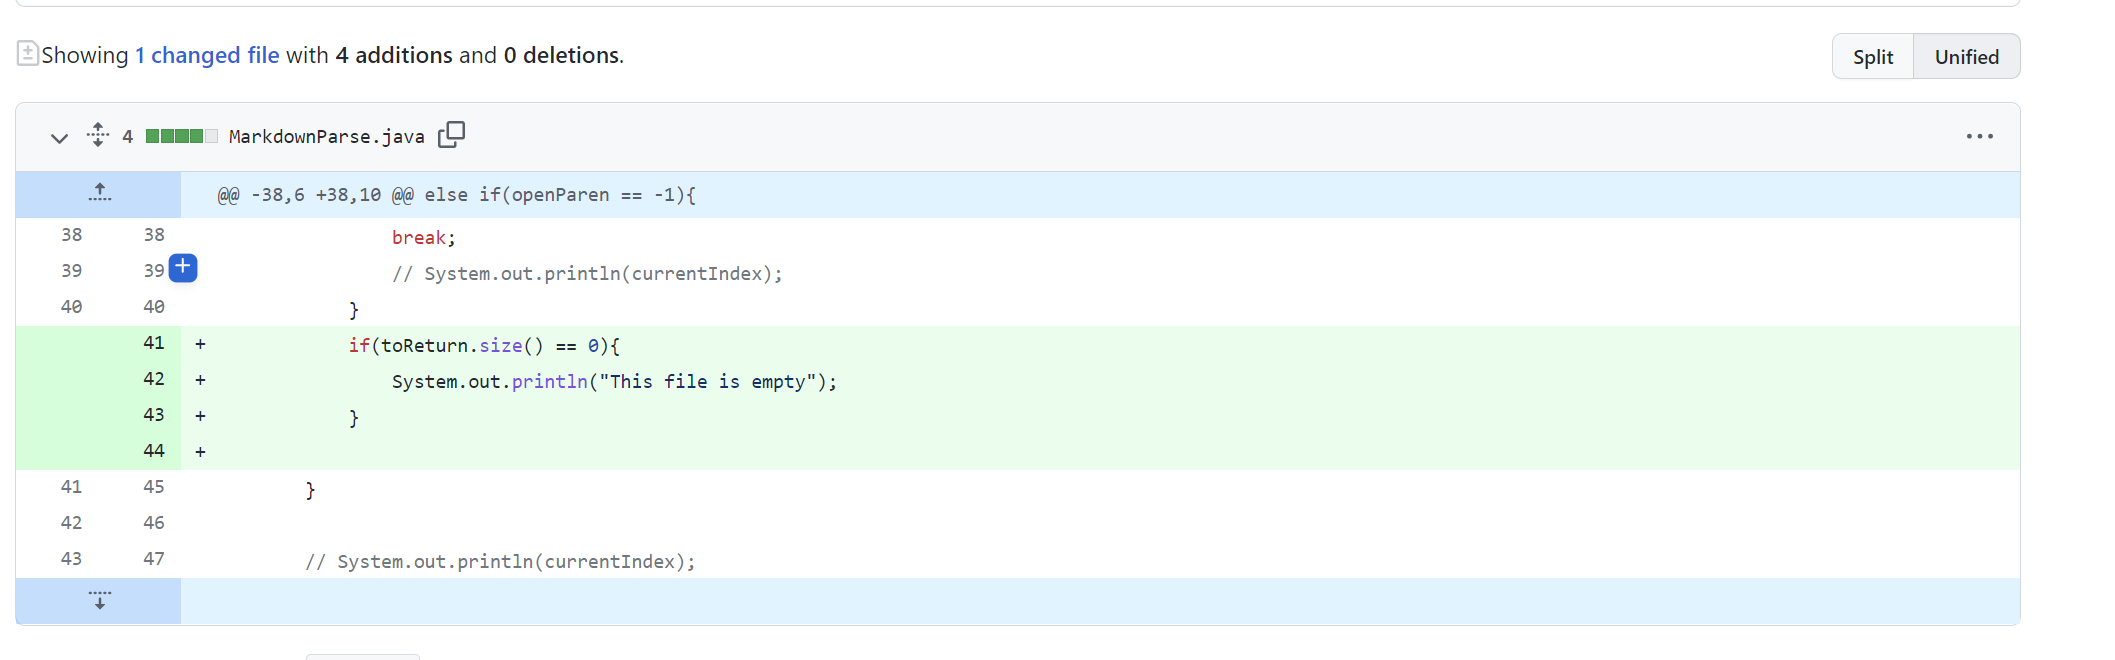 Showing 1 changed file with 4 additions and 0 deletions.
Split Unified
4 MarkdownParse.java
@@ -38,6 +38,10 @@ else if(openParen == -1){
38 38 break;
39 39 // System.out.println(currentIndex);
40 40 }
41 + if(toReturn.size() == 0){
42 + System.out.println("This file is empty");
43 + }
44 +
41 45 }
42 46
43 47 // System.out.println(currentIndex);